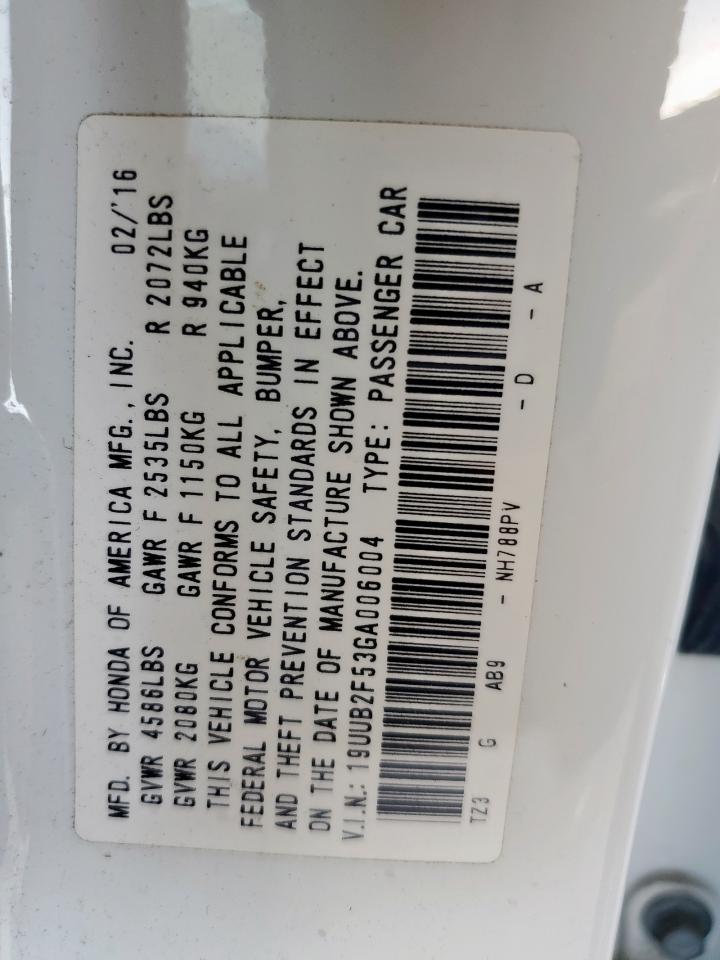 MFD. BY HONDA OF AMERICA MFG., INC. 02/'16
GVWR 4586LBS GAWR F 2535LBS R 2072LBS
GVWR 2080KG GAWR F 1150KG R 940KG
THIS VEHICLE CONFORMS TO ALL APPLICABLE
FEDERAL MOTOR VEHICLE SAFETY, BUMPER,
AND THEFT PREVENTION STANDARDS IN EFFECT
ON THE DATE OF MANUFACTURE SHOWN ABOVE.
V.I.N.: 19UUB2F53GA006004 TYPE: PASSENGER CAR
TZ3 G AB9 - NH788PV - D - A